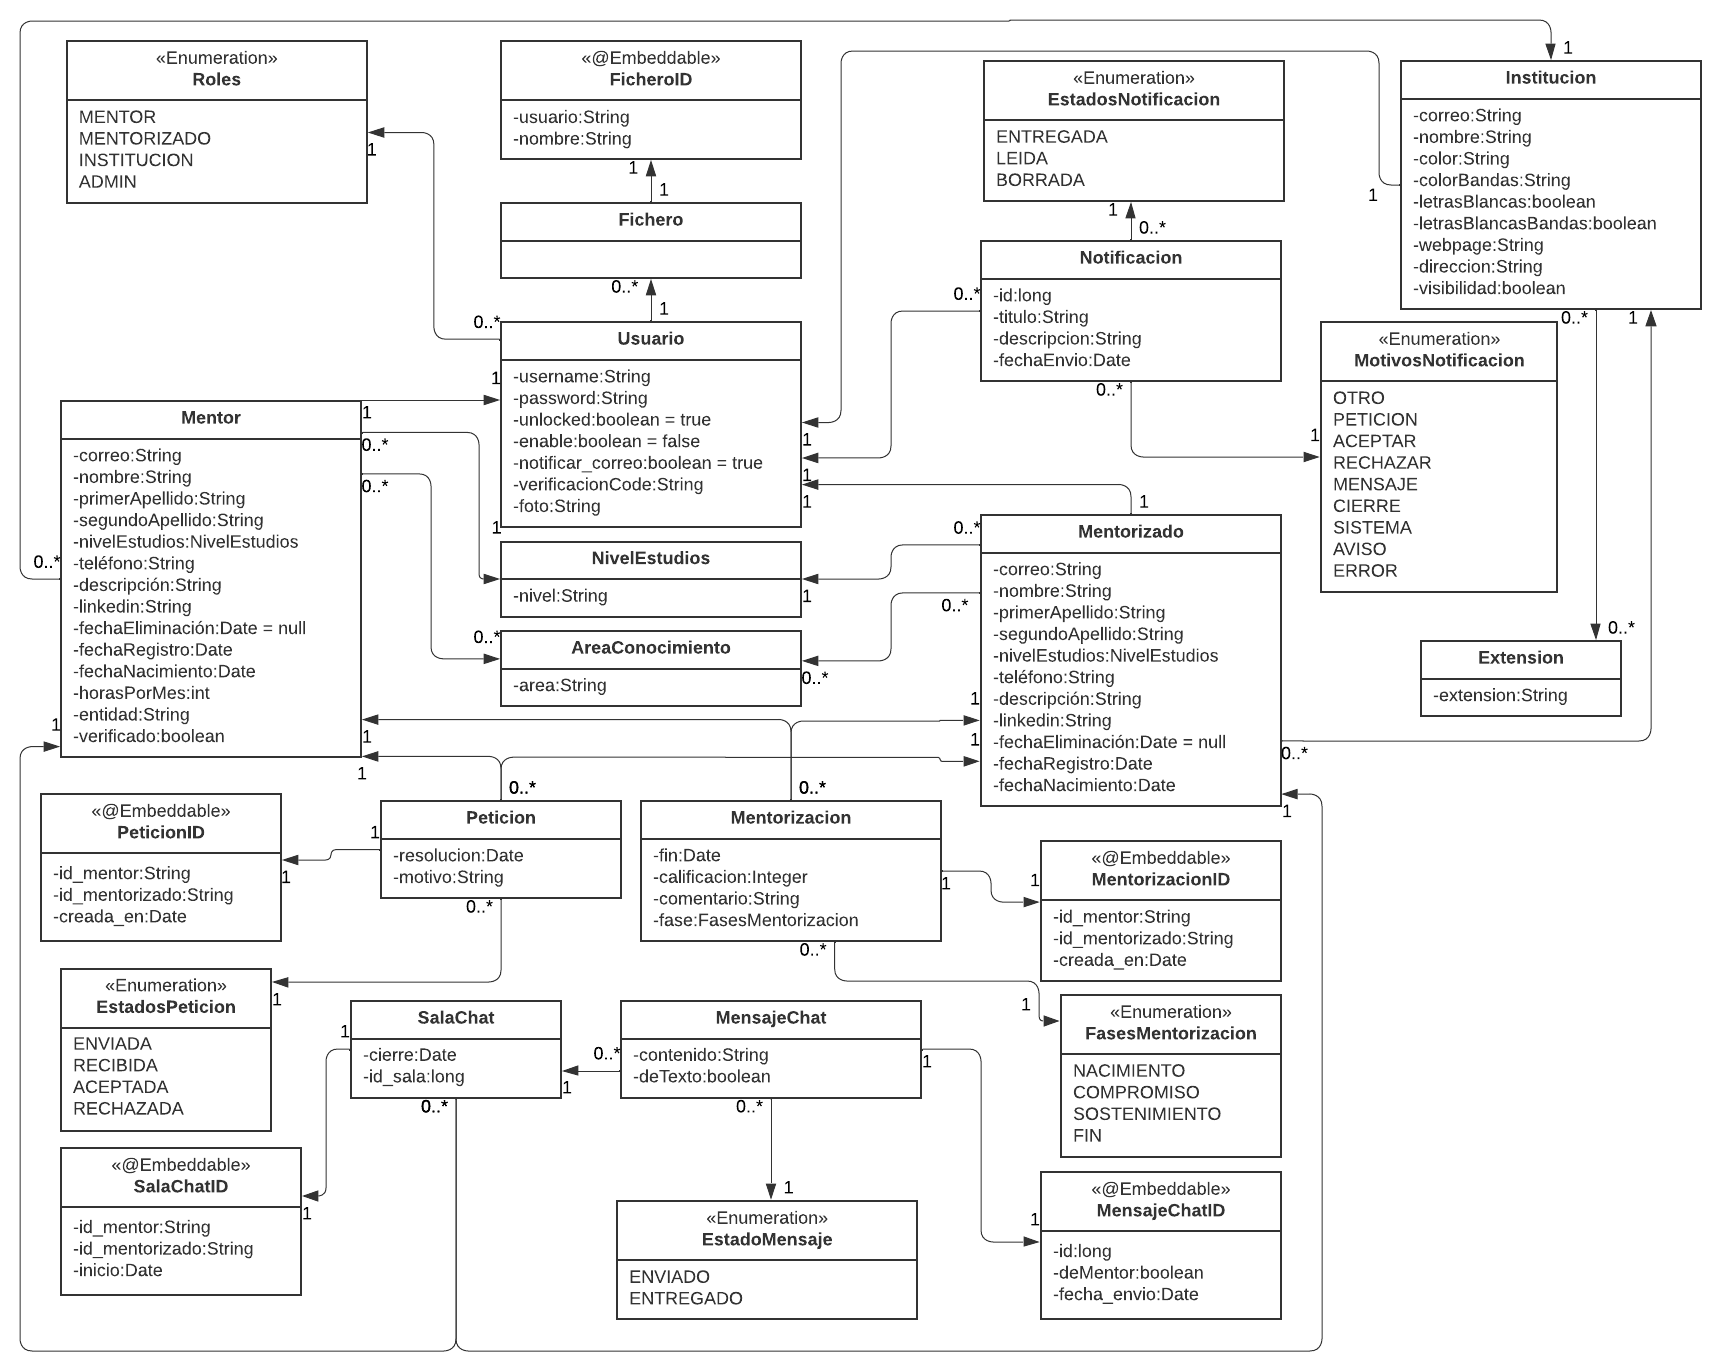 «Enumeration»
Roles
MENTOR
MENTORIZADO
INSTITUCION
ADMIN
1
«@Embeddable»
FicheroID
-usuario:String
-nombre:String
1
1
Fichero
0..*
1
«Enumeration»
EstadosNotificacion
ENTREGADA
LEIDA
BORRADA
1
0..*
1
Institucion
-correo:String
-nombre:String
-color:String
-colorBandas:String
-letrasBlancas:boolean
-letrasBlancasBandas:boolean
-webpage:String
-direccion:String
-visibilidad:boolean
1
0..*
1
Notificacion
-id:long
-titulo:String
-descripcion:String
-fechaEnvio:Date
0..*
0..*
«Enumeration»
MotivosNotificacion
OTRO
PETICION
ACEPTAR
RECHAZAR
MENSAJE
CIERRE
SISTEMA
AVISO
ERROR
1
0..*
Usuario
-username:String
-password:String
-unlocked:boolean = true
-enable:boolean = false
-notificar_correo:boolean = true
-verificacionCode:String
-foto:String
1
1
1
1
1
Mentor
-correo:String
-nombre:String
-primerApellido:String
-segundoApellido:String
-nivelEstudios:NivelEstudios
-teléfono:String
-descripción:String
-linkedin:String
-fechaEliminación:Date = null
-fechaRegistro:Date
-fechaNacimiento:Date
-horasPorMes:int
-entidad:String
-verificado:boolean
1
0..*
0..*
0..*
1
1
1
NivelEstudios
-nivel:String
1
0..*
AreaConocimiento
-area:String
0..*
1
Mentorizado
-correo:String
-nombre:String
-primerApellido:String
-segundoApellido:String
-nivelEstudios:NivelEstudios
-teléfono:String
-descripción:String
-linkedin:String
-fechaEliminación:Date = null
-fechaRegistro:Date
-fechaNacimiento:Date
0..*
0..*
1
1
0..*
1
0..*
Extension
-extension:String
«@Embeddable»
PeticionID
-id_mentor:String
-id_mentorizado:String
-creada_en:Date
1
0..*
Peticion
-resolucion:Date
-motivo:String
1
0..*
0..*
Mentorizacion
-fin:Date
-calificacion:Integer
-comentario:String
-fase:FasesMentorizacion
1
0..*
«@Embeddable»
MentorizacionID
-id_mentor:String
-id_mentorizado:String
-creada_en:Date
1
«Enumeration»
EstadosPeticion
ENVIADA
RECIBIDA
ACEPTADA
RECHAZADA
1
SalaChat
-cierre:Date
-id_sala:long
1
0..*
1
MensajeChat
-contenido:String
-deTexto:boolean
0..*
1
0..*
«Enumeration»
FasesMentorizacion
NACIMIENTO
COMPROMISO
SOSTENIMIENTO
FIN
1
«@Embeddable»
SalaChatID
-id_mentor:String
-id_mentorizado:String
-inicio:Date
1
1
«Enumeration»
EstadoMensaje
ENVIADO
ENTREGADO
1
«@Embeddable»
MensajeChatID
-id:long
-deMentor:boolean
-fecha_envio:Date